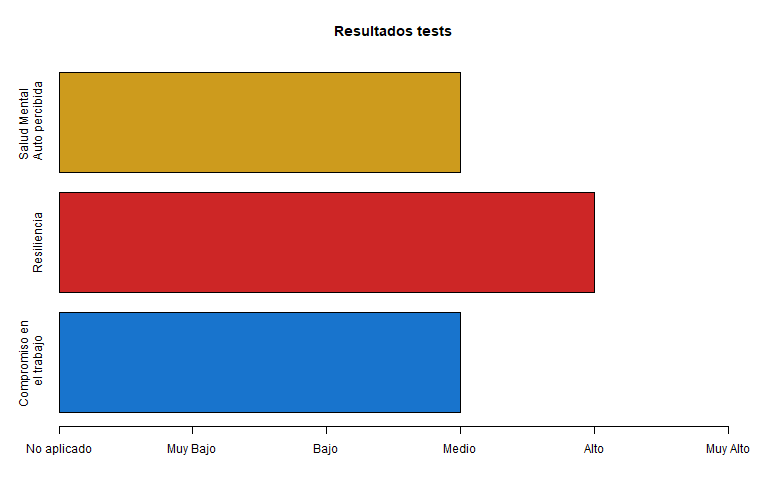 Resultados tests
Salud Mental
Auto percibida
Resiliencia
Compromiso en
el trabajo
No aplicado
Muy Bajo
Bajo
Medio
Alto
Muy Alto